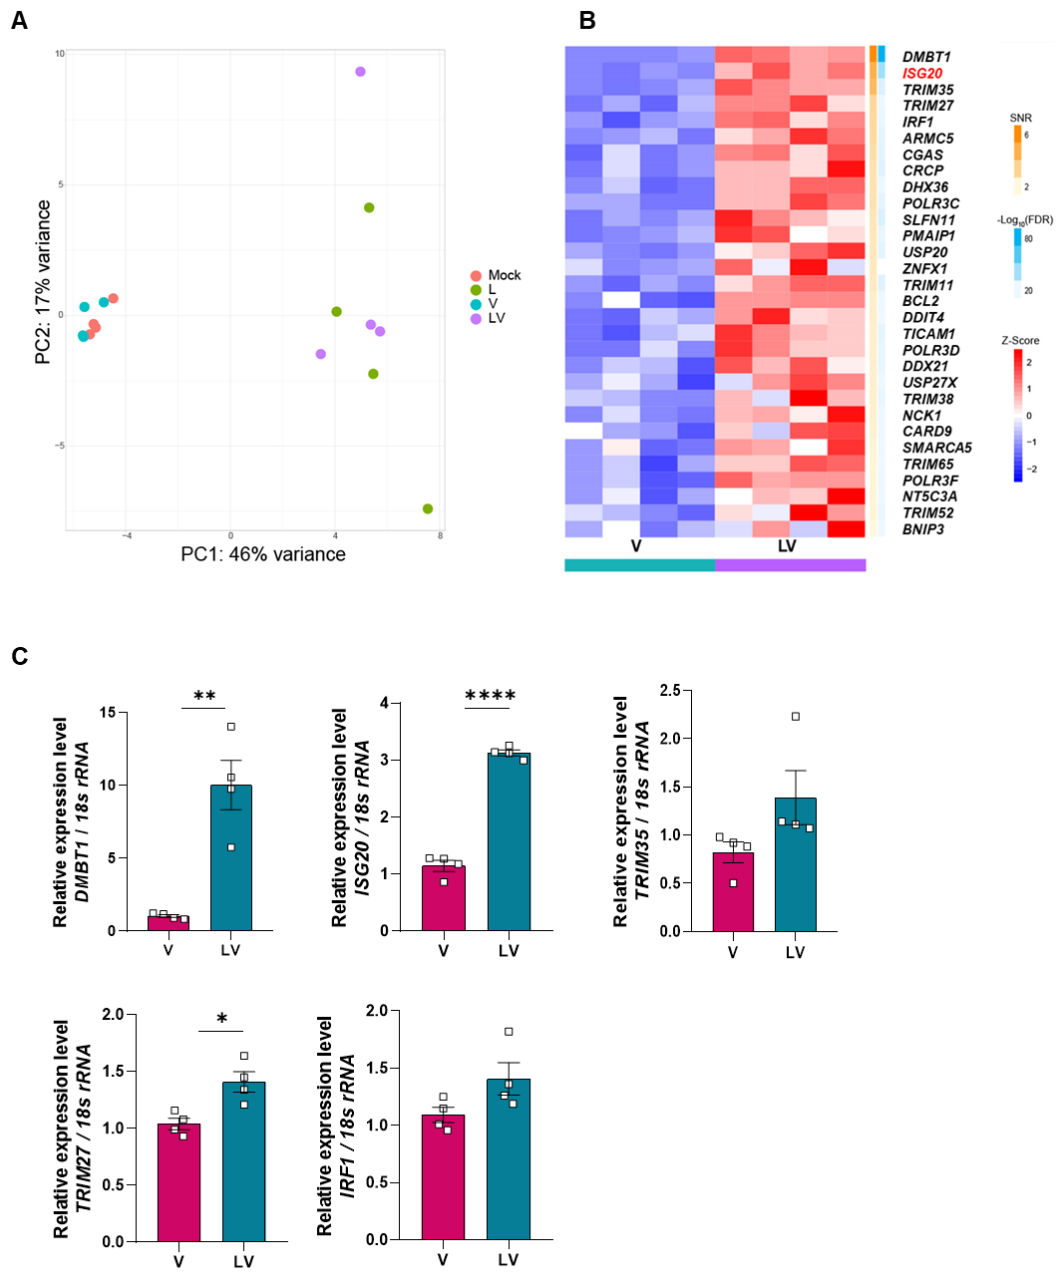 A
B
10
5
0
−5
−4
0
4
8
PC2: 17% variance
PC1: 46% variance
Mock
L
V
LV
DMBT1
ISG20
TRIM35
TRIM27
IRF1
ARMC5
CGAS
CRCP
DHX36
POLR3C
SLFN11
PMAIP1
USP20
ZNFX1
TRIM11
BCL2
DDIT4
TICAM1
POLR3D
DDX21
USP27X
TRIM38
NCK1
CARD9
SMARCA5
TRIM65
POLR3F
NT5C3A
TRIM52
BNIP3
V
LV
SNR
6
2
-Log10(FDR)
80
20
Z-Score
2
1
0
−1
−2
C
Relative expression level
DMBT1 / 18s rRNA
15
10
5
0
**
V
LV
Relative expression level
ISG20 / 18s rRNA
4
3
2
1
0
****
V
LV
Relative expression level
TRIM35 / 18s rRNA
2.5
2.0
1.5
1.0
0.5
0.0
V
LV
Relative expression level
TRIM27 / 18s rRNA
2.0
1.5
1.0
0.5
0.0
*
V
LV
Relative expression level
IRF1 / 18s rRNA
2.0
1.5
1.0
0.5
0.0
V
LV